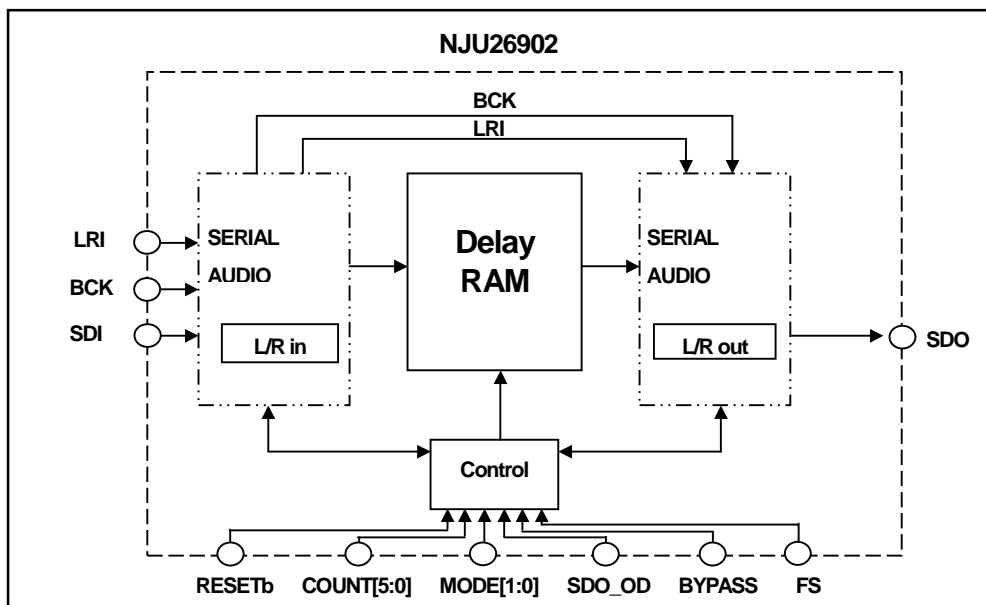 NJU26902
BCK
LRI
LRI
BCK
SDI
SERIAL
AUDIO
L/R in
Delay
RAM
SERIAL
AUDIO
L/R out
SDO
Control
RESETb COUNT[5:0] MODE[1:0] SDO_OD BYPASS FS